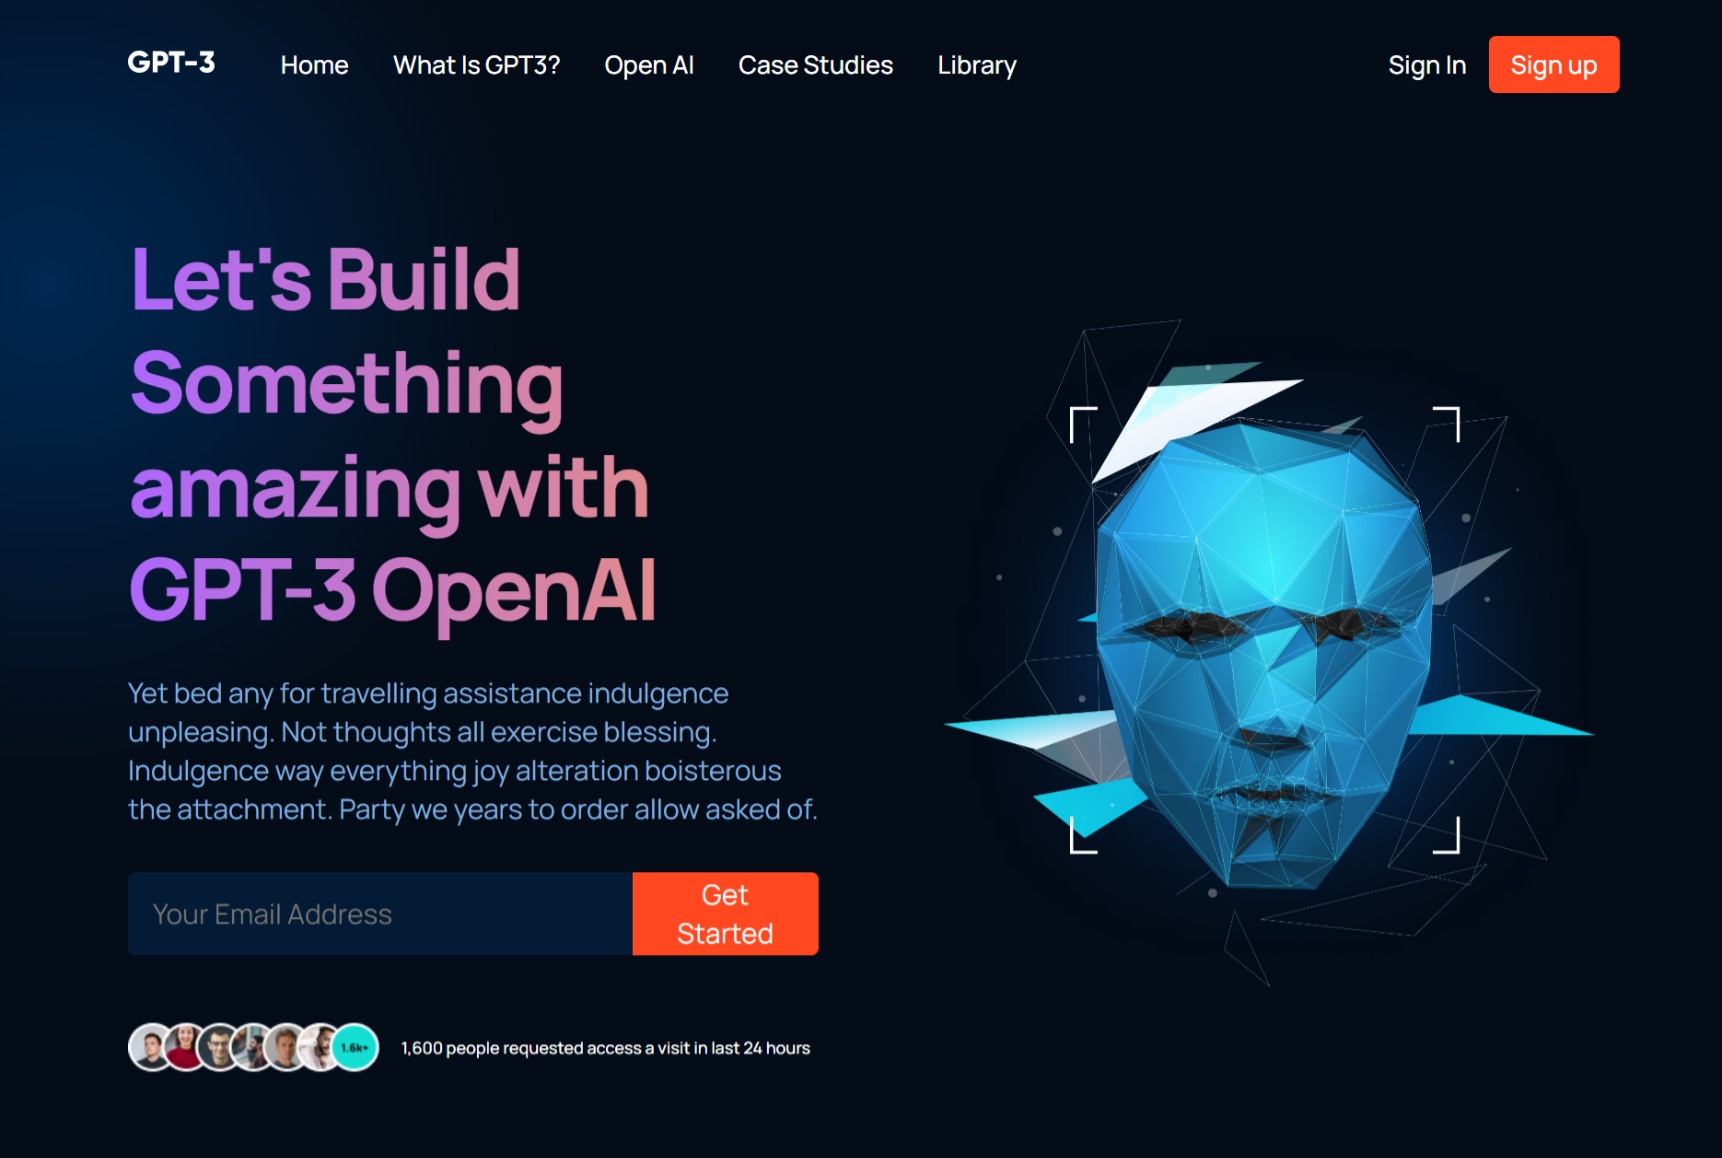 GPT-3
Home
What Is GPT3?
Open AI
Case Studies
Library
Sign In
Sign up
Let's Build
Something
amazing with
GPT-3 OpenAI
Yet bed any for travelling assistance indulgence
unpleasing. Not thoughts all exercise blessing.
Indulgence way everything joy alteration boisterous
the attachment. Party we years to order allow asked of.
Your Email Address
Get
Started
1.6k+
1,600 people requested access a visit in last 24 hours